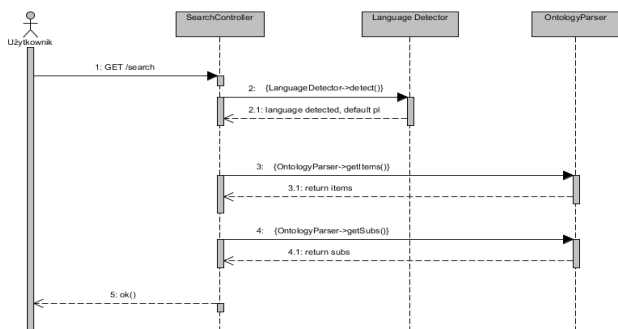 SearchController
Language Detector
OntologyParser
Użytkownik
1: GET /search
2: {LanguageDetector->detect()}
2.1: language detected, default pl
3: {OntologyParser->getItems()}
3.1: return items
4: {OntologyParser->getSubs()}
4.1: return subs
5: ok()